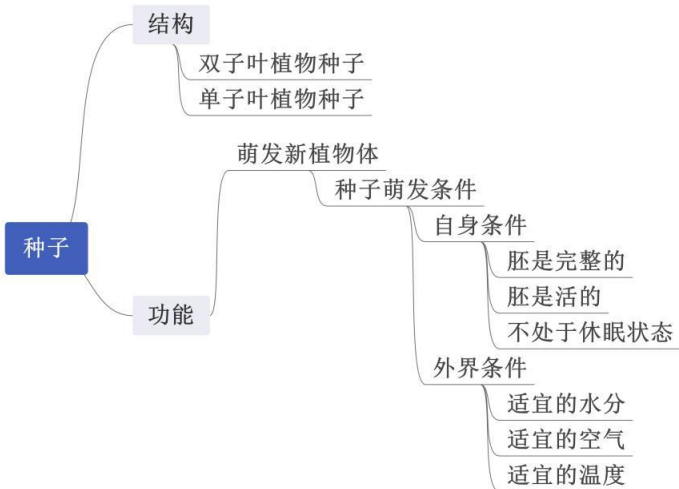 结构
双子叶植物种子
单子叶植物种子
萌发新植物体
种子萌发条件
自身条件
种子
胚是完整的
胚是活的
功能
不处于休眠状态
外界条件
适宜的水分
适宜的空气
适宜的温度